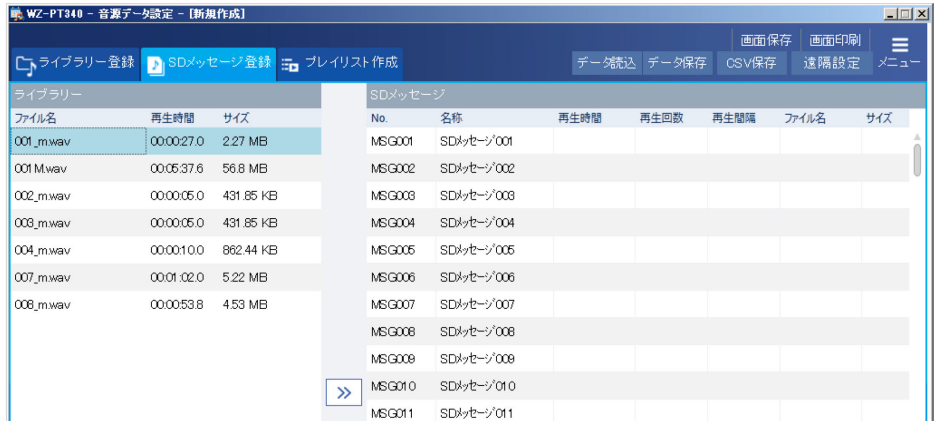 WZ-PT340 - 音源データ設定 - [新規作成]
画面保存 画面印刷
ライブラリー登録 SDメッセージ登録 プレイリスト作成 データ読込 データ保存 CSV保存 遠隔設定 メニュー
ライブラリー SDメッセージ
ファイル名 再生時間 サイズ No. 名称 再生時間 再生回数 再生間隔 ファイル名 サイズ
001_m.wav 00:00:27.0 2.27 MB MSG001 SDメッセージ001
001 M.wav 00:05:37.6 56.8 MB MSG002 SDメッセージ002
002_m.wav 00:00:05.0 431.85 KB MSG003 SDメッセージ003
003_m.wav 00:00:05.0 431.85 KB MSG004 SDメッセージ004
004_m.wav 00:00:10.0 862.44 KB MSG005 SDメッセージ005
007_m.wav 00:01:02.0 5.22 MB MSG006 SDメッセージ006
008_m.wav 00:00:53.8 4.53 MB MSG007 SDメッセージ007
MSG008 SDメッセージ008
MSG009 SDメッセージ009
MSG010 SDメッセージ010
MSG011 SDメッセージ011